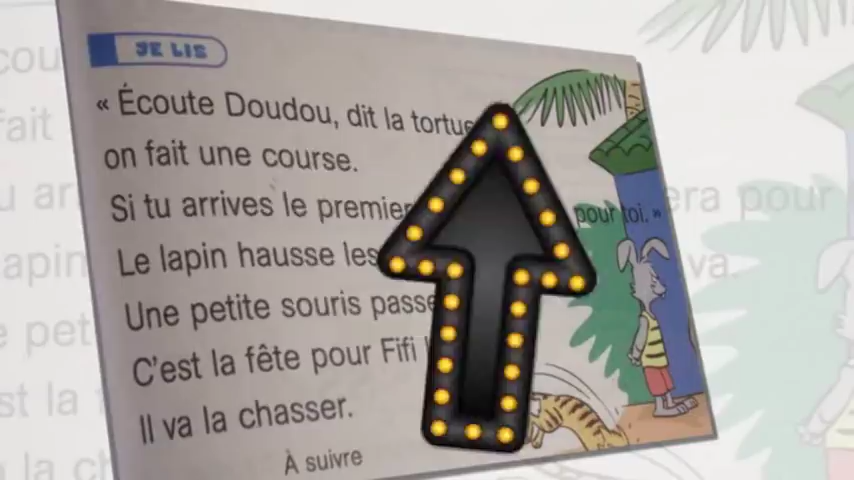 JE LIS
« Écoute Doudou, dit la tortue
on fait une course.
Si tu arrives le premier pour toi. »
Le lapin hausse les
Une petite souris passe
C'est la fête pour Fifi
Il va la chasser.
À suivre